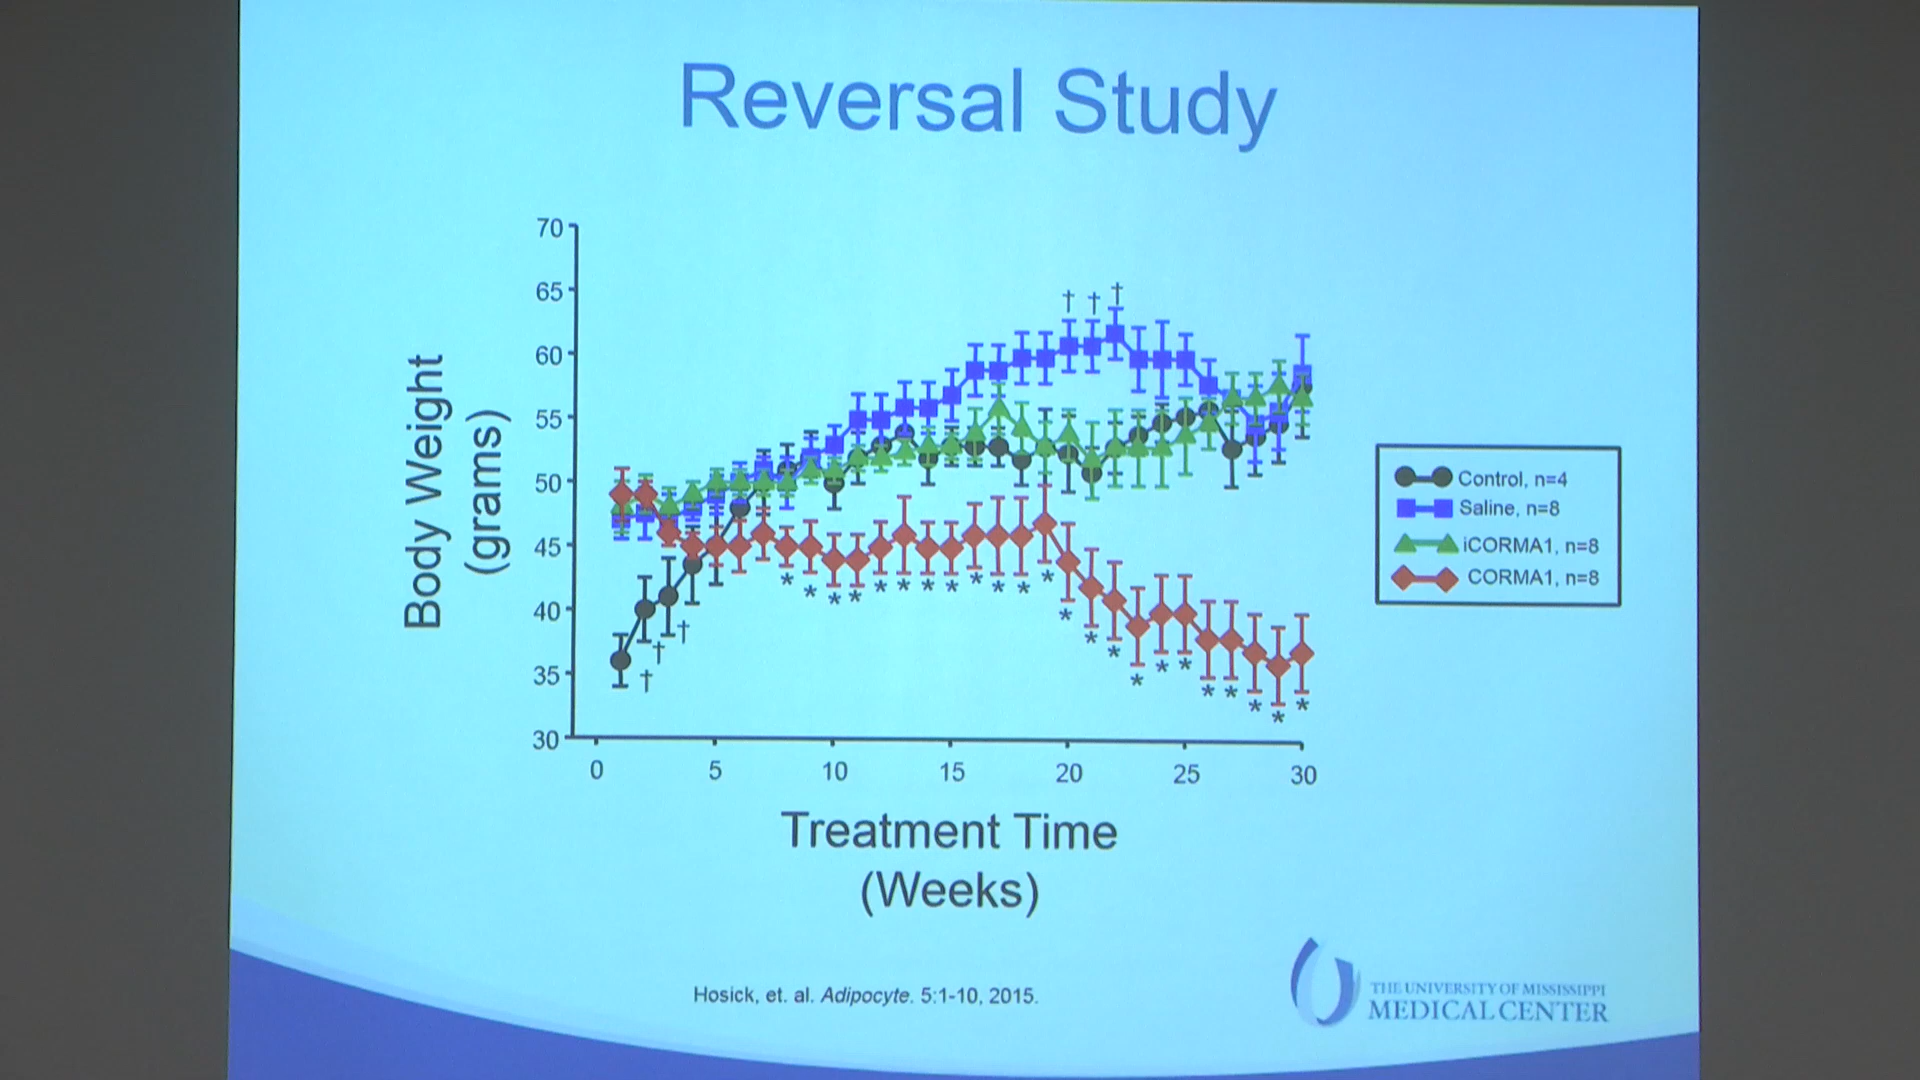 Reversal Study
70
65
60
55
50
45
40
35
30
Body Weight
(grams)
† † †
†
†
†
* * * * * * * * * * * * * * * * * * * * * * *
0 5 10 15 20 25 30
Treatment Time
(Weeks)
Control, n=4
Saline, n=8
iCORMA1, n=8
CORMA1, n=8
Hosick, et. al. Adipocyte. 5:1-10, 2015.
THE UNIVERSITY OF MISSISSIPPI
MEDICAL CENTER